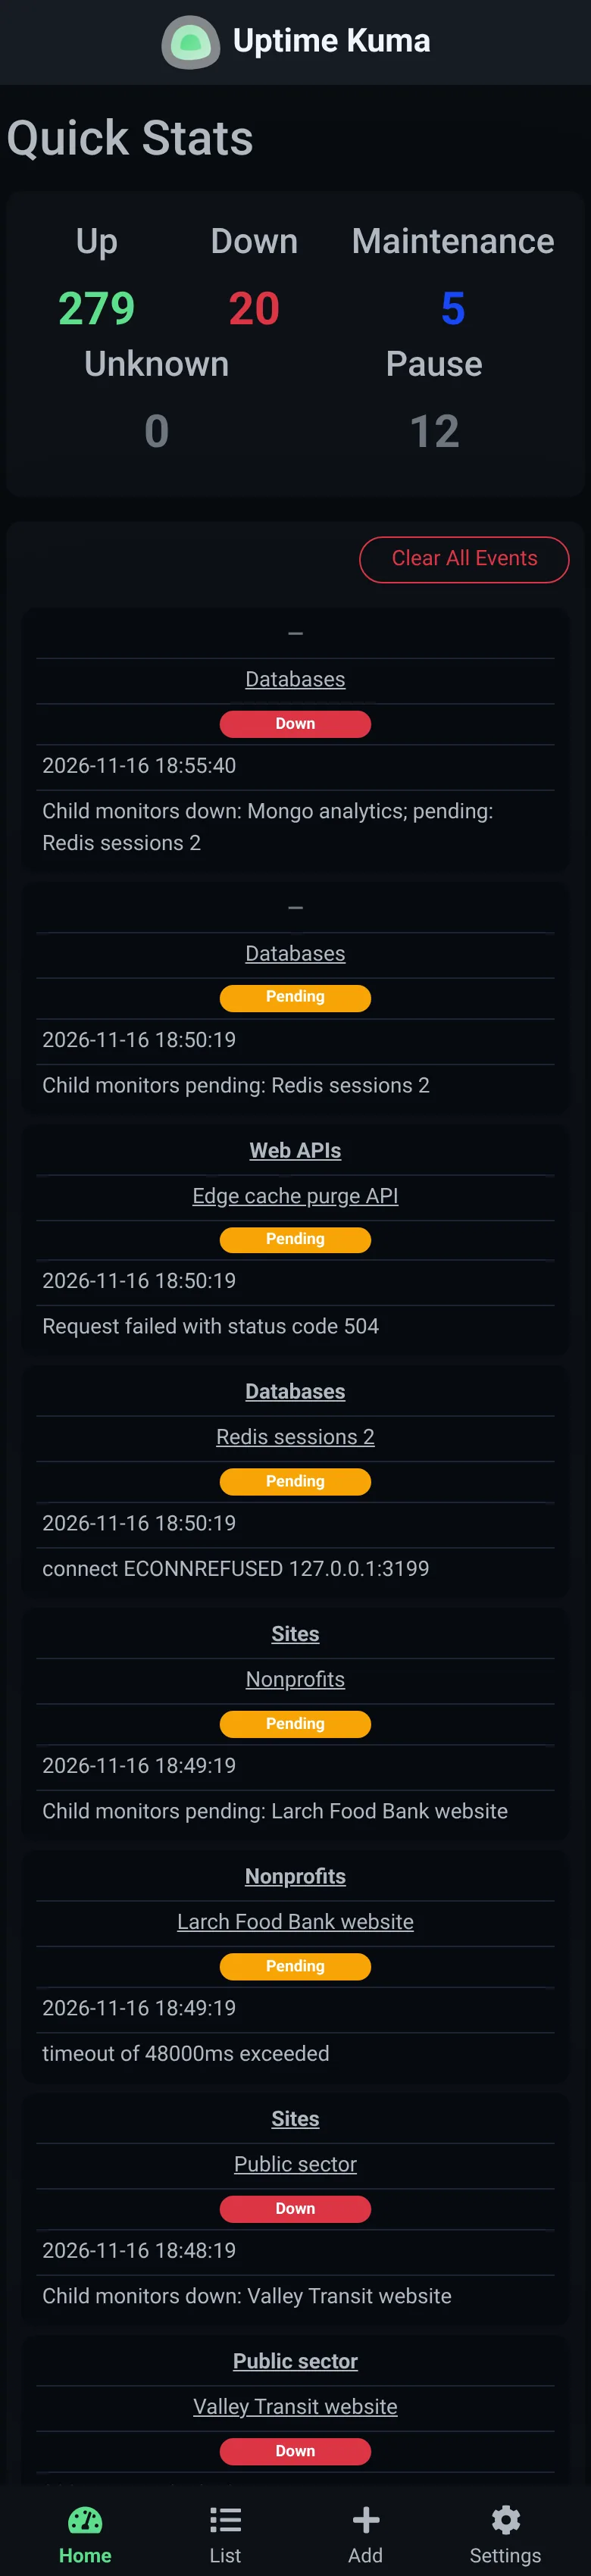 Uptime Kuma
Quick Stats
Up Down Maintenance
279 20 5
Unknown Pause
0 12
Clear All Events
—
Databases
Down
2026-11-16 18:55:40
Child monitors down: Mongo analytics; pending:
Redis sessions 2
—
Databases
Pending
2026-11-16 18:50:19
Child monitors pending: Redis sessions 2
Web APIs
Edge cache purge API
Pending
2026-11-16 18:50:19
Request failed with status code 504
Databases
Redis sessions 2
Pending
2026-11-16 18:50:19
connect ECONNREFUSED 127.0.0.1:3199
Sites
Nonprofits
Pending
2026-11-16 18:49:19
Child monitors pending: Larch Food Bank website
Nonprofits
Larch Food Bank website
Pending
2026-11-16 18:49:19
timeout of 48000ms exceeded
Sites
Public sector
Down
2026-11-16 18:48:19
Child monitors down: Valley Transit website
Public sector
Valley Transit website
Down
Home List Add Settings